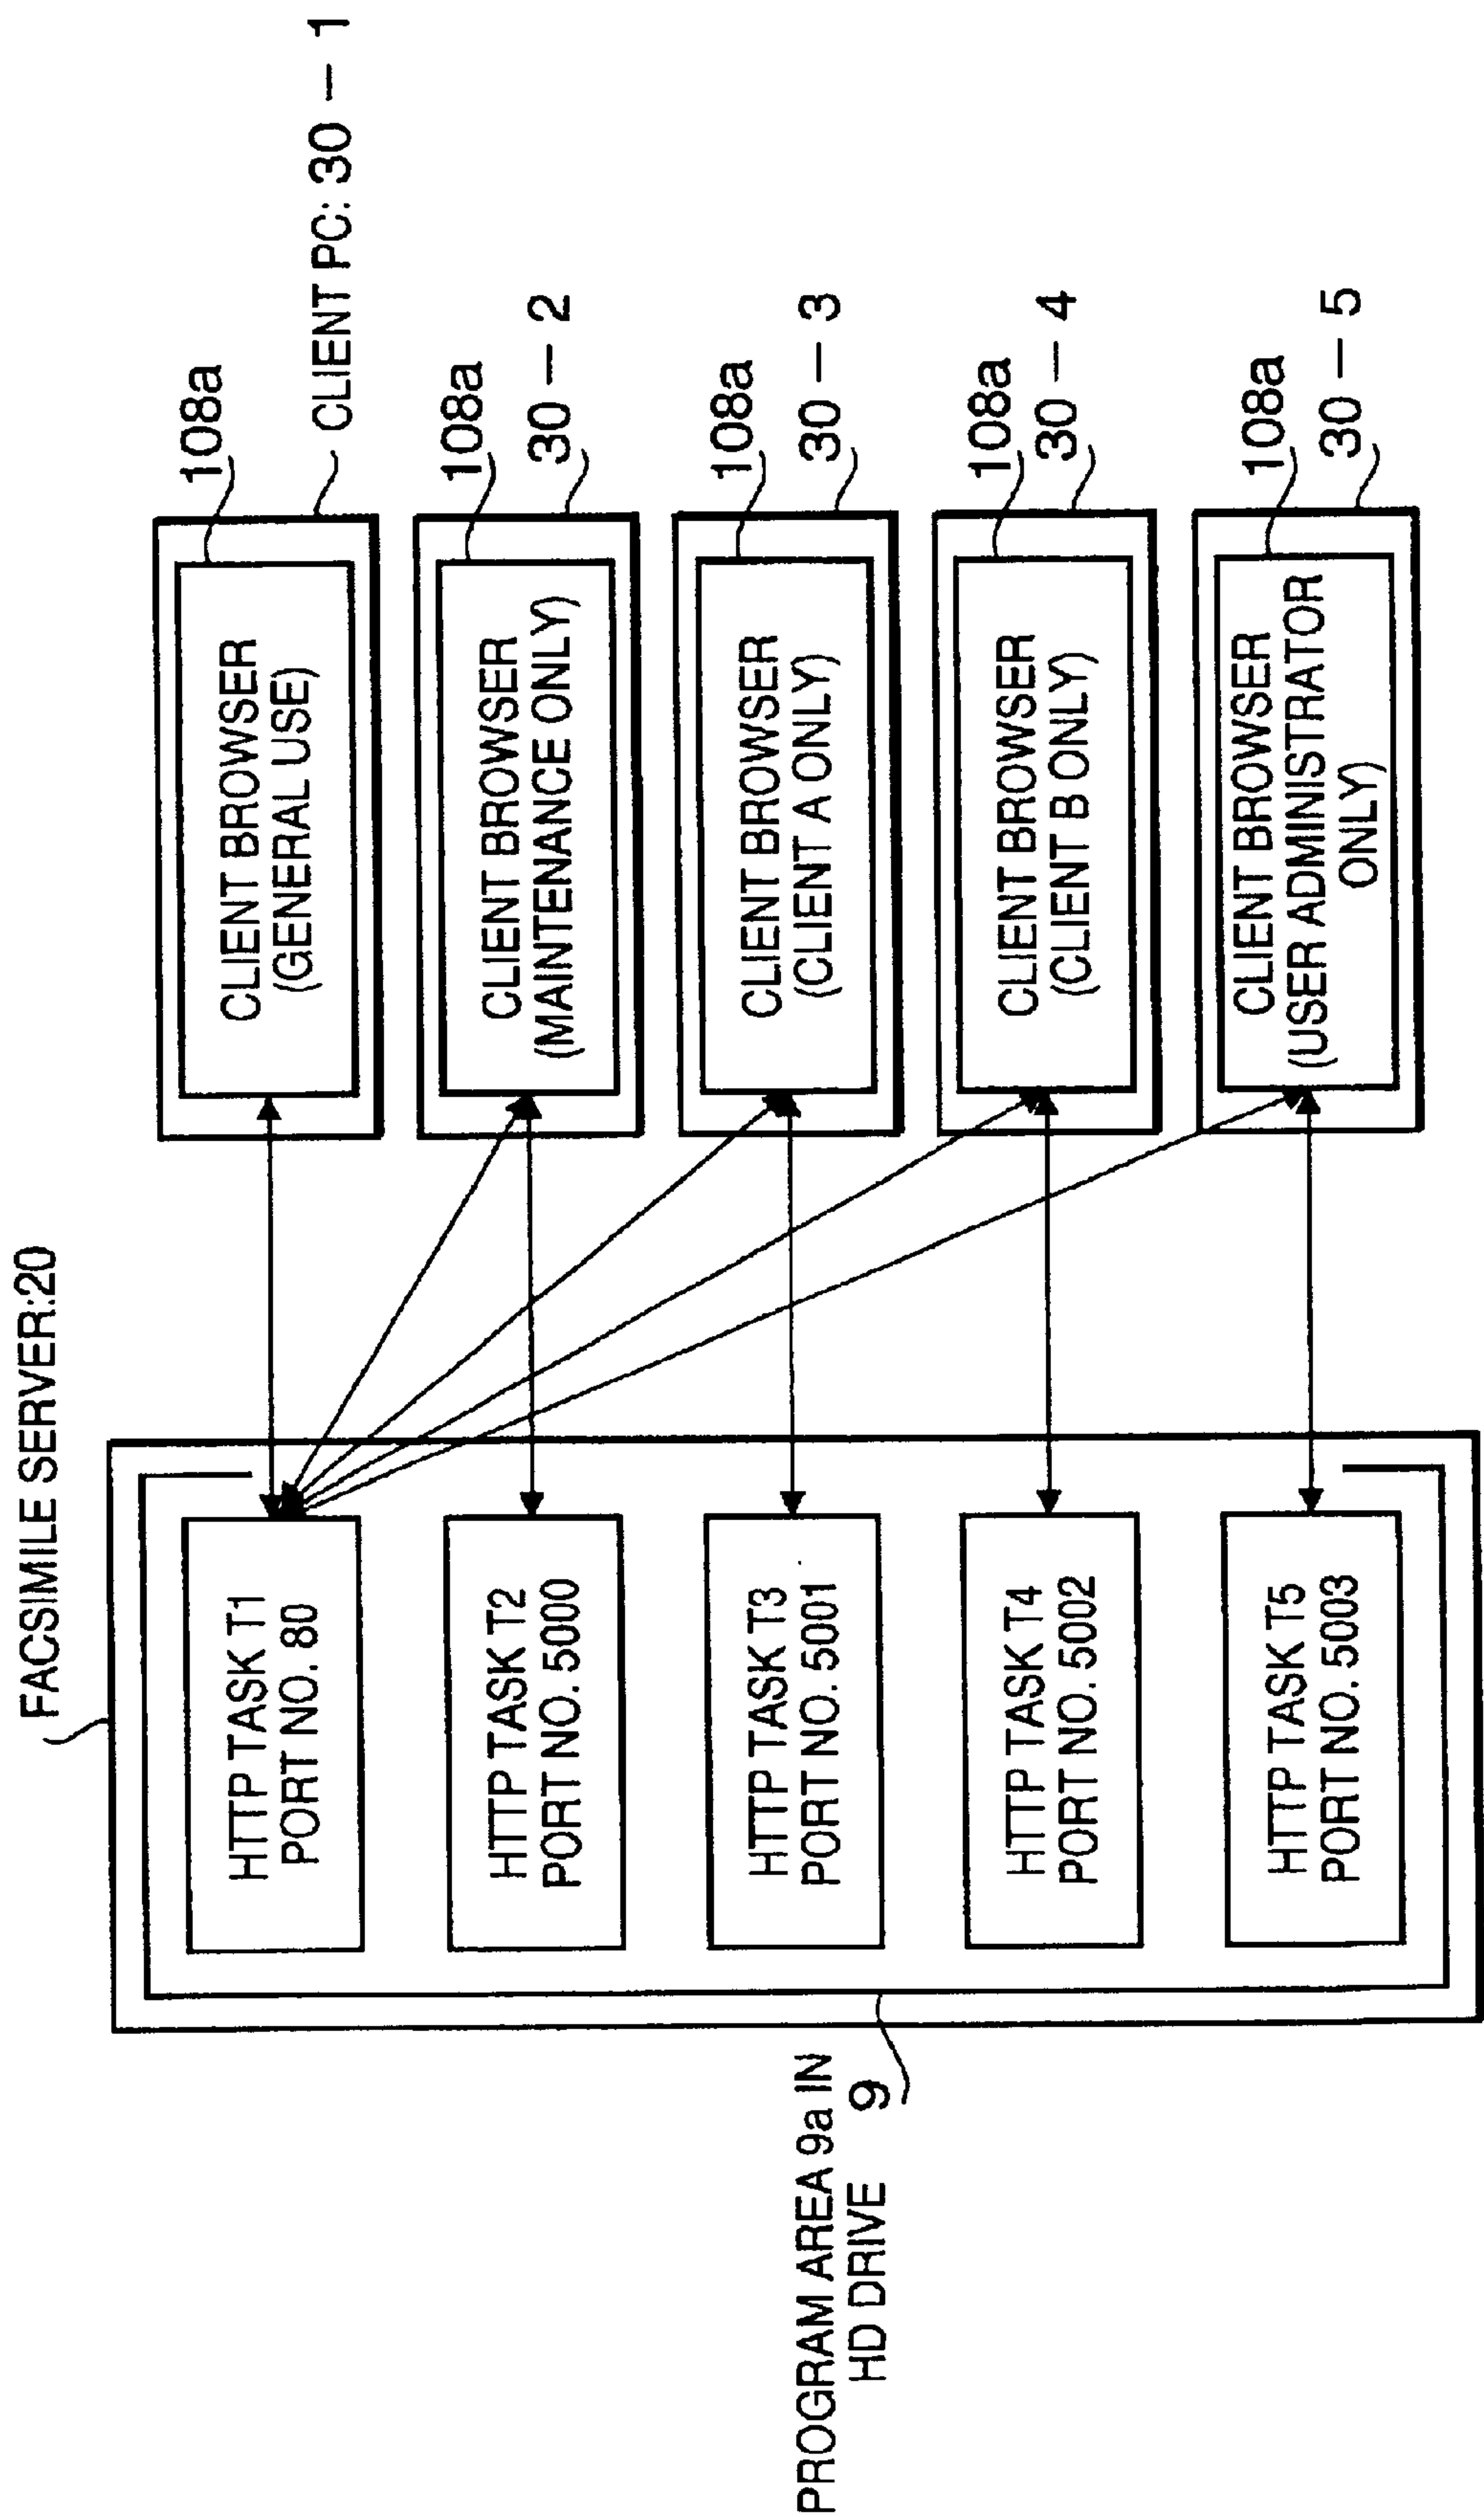 FACSIMILE SERVER:20
HTTP TASK T1
PORT NO. 80
HTTP TASK T2
PORT NO. 5000
HTTP TASK T3
PORT NO. 5001
HTTP TASK T4
PORT NO. 5002
HTTP TASK T5
PORT NO. 5003
PROGRAM AREA 9a IN
HD DRIVE 9
CLIENT BROWSER
(GENERAL USE)
108a
CLIENT PC: 30-1
CLIENT BROWSER
(MAINTENANCE ONLY)
108a
30-2
CLIENT BROWSER
(CLIENT A ONLY)
108a
30-3
CLIENT BROWSER
(CLIENT B ONLY)
108a
30-4
CLIENT BROWSER
(USER ADMINISTRATOR
ONLY)
108a
30-5